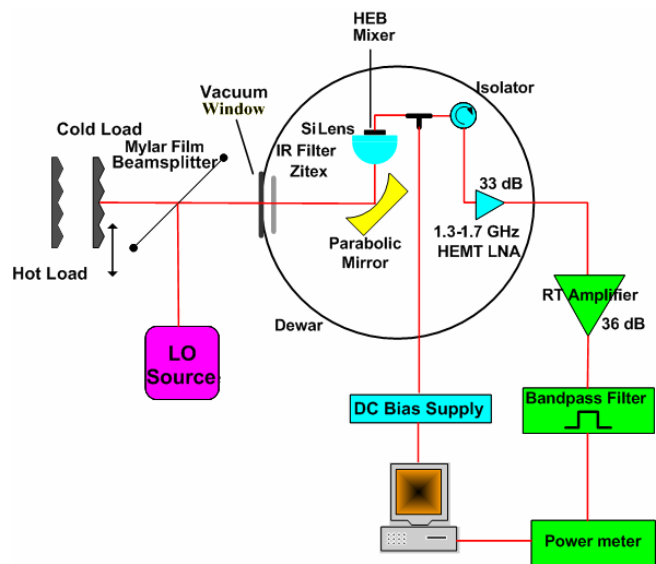 HEB
Mixer
Isolator
Vacuum
Window
Cold Load
Mylar Film
Beamsplitter
Si Lens
IR Filter
Zitex
33 dB
Parabolic
Mirror
1.3-1.7 GHz
HEMT LNA
Hot Load
RT Amplifier
36 dB
Dewar
LO
Source
DC Bias Supply
Bandpass Filter
Power meter